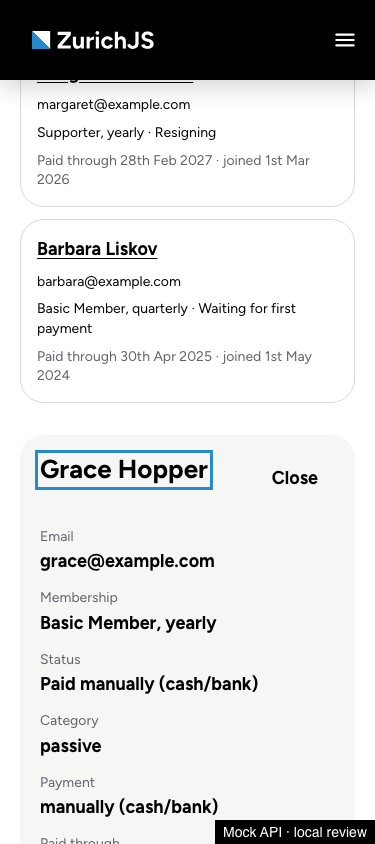 ZurichJS
margaret@example.com
Supporter, yearly · Resigning
Paid through 28th Feb 2027 · joined 1st Mar
2026
Barbara Liskov
barbara@example.com
Basic Member, quarterly · Waiting for first
payment
Paid through 30th Apr 2025 · joined 1st May
2024
Grace Hopper
Close
Email
grace@example.com
Membership
Basic Member, yearly
Status
Paid manually (cash/bank)
Category
passive
Payment
manually (cash/bank)
Paid through
Mock API · local review